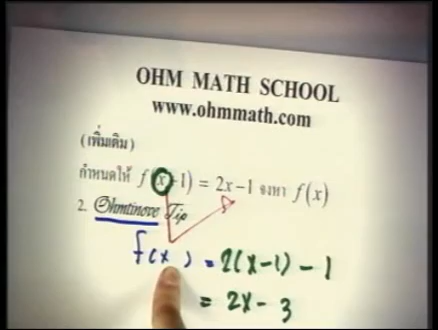 OHM MATH SCHOOL
www.ohmmath.com
(เพิ่มเติม)
กำหนดให้ f(x+1) = 2x-1 จงหา f(x)
2. Ohmtinove Tip
f(x) = 2(x-1) - 1
= 2x - 3